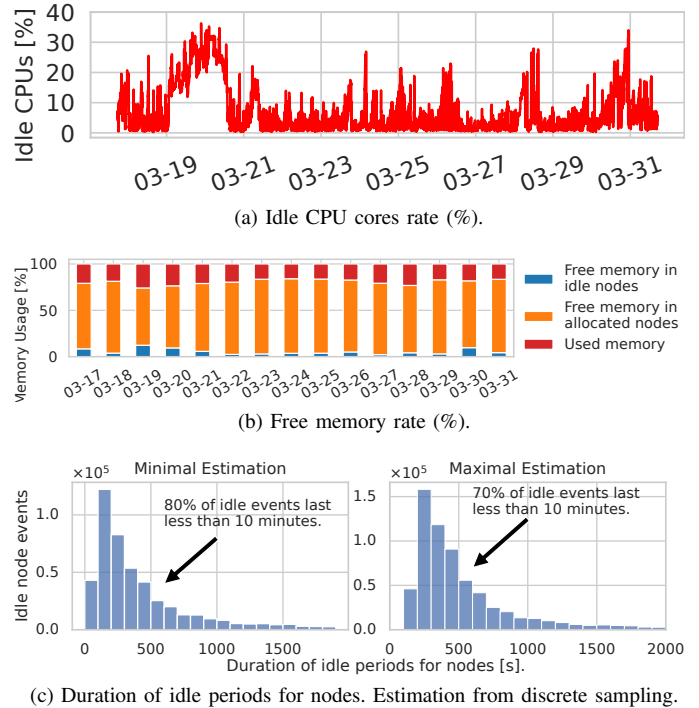 40
30
20
10
0
Idle CPUs [%]
03-19 03-21 03-23 03-25 03-27 03-29 03-31
(a) Idle CPU cores rate (%).
100
50
0
Memory Usage [%]
03-17 03-18 03-19 03-20 03-21 03-22 03-23 03-24 03-25 03-26 03-27 03-28 03-29 03-30 03-31
Free memory in
idle nodes
Free memory in
allocated nodes
Used memory
(b) Free memory rate (%).
×10⁵ Minimal Estimation
1.0
0.5
0.0
Idle node events
80% of idle events last
less than 10 minutes.
0 500 1000 1500
×10⁵ Maximal Estimation
1.5
1.0
0.5
0.0
70% of idle events last
less than 10 minutes.
0 500 1000 1500 2000
Duration of idle periods for nodes [s].
(c) Duration of idle periods for nodes. Estimation from discrete sampling.